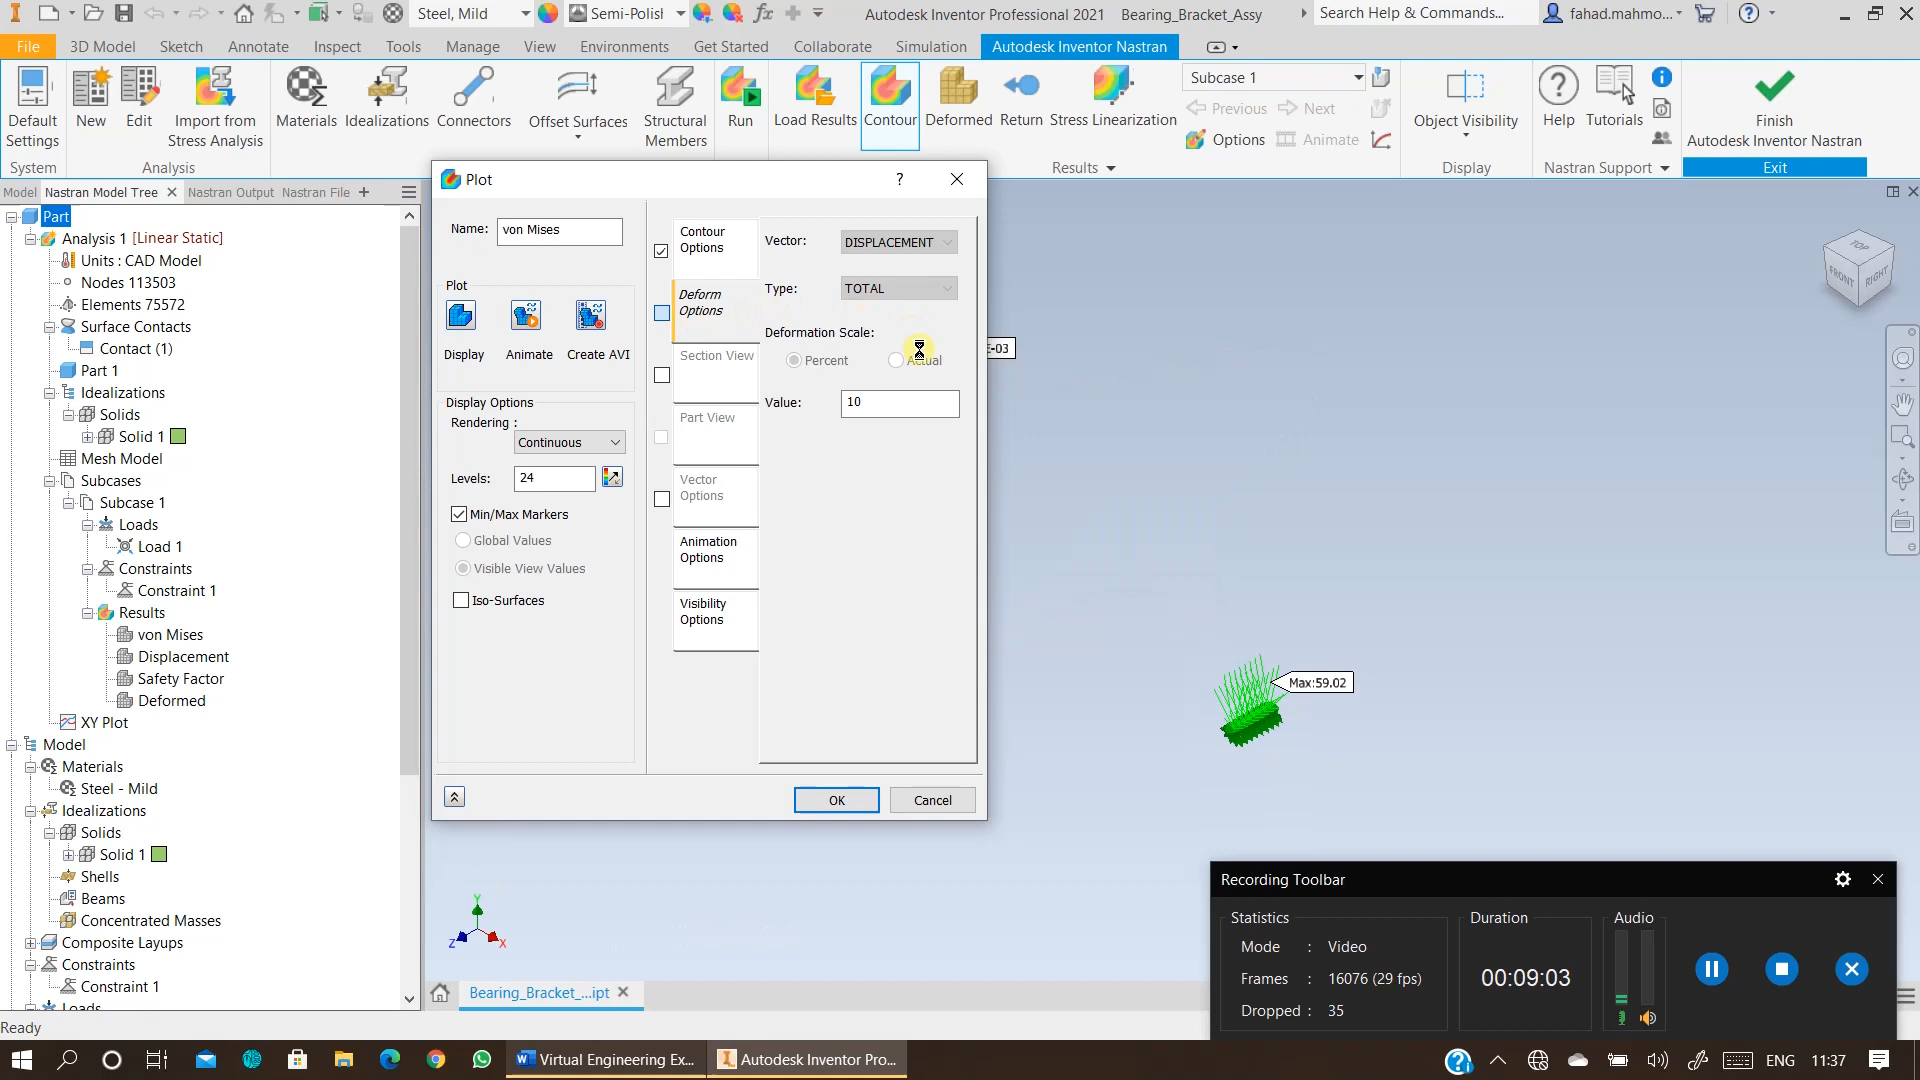 Steel, Mild
Semi-Polish
Autodesk Inventor Professional 2021 Bearing_Bracket_Assy
Search Help & Commands...
fahad.mahmo...
File 3D Model Sketch Annotate Inspect Tools Manage View Environments Get Started Collaborate Simulation Autodesk Inventor Nastran
Default Settings
New
Edit
Import from Stress Analysis
Materials
Idealizations
Connectors
Offset Surfaces
Structural Members
Run
Load Results
Contour
Deformed
Return
Stress Linearization
Subcase 1
Previous Next
Options Animate
Object Visibility
Help
Tutorials
Finish
Autodesk Inventor Nastran
System
Analysis
Results
Display
Nastran Support
Exit
Model Nastran Model Tree Nastran Output Nastran File
Part
Analysis 1 [Linear Static]
Units : CAD Model
Nodes 113503
Elements 75572
Surface Contacts
Contact (1)
Part 1
Idealizations
Solids
Solid 1
Mesh Model
Subcases
Subcase 1
Loads
Load 1
Constraints
Constraint 1
Results
von Mises
Displacement
Safety Factor
Deformed
XY Plot
Model
Materials
Steel - Mild
Idealizations
Solids
Solid 1
Shells
Beams
Concentrated Masses
Composite Layups
Constraints
Constraint 1
Loads
Ready
Plot
?
Name: von Mises
Plot
Display
Animate
Create AVI
Display Options
Rendering :
Continuous
Levels: 24
Min/Max Markers
Global Values
Visible View Values
Iso-Surfaces
Contour Options
Deform Options
Section View
Part View
Vector Options
Animation Options
Visibility Options
Vector: DISPLACEMENT
Type: TOTAL
Deformation Scale:
Percent
Actual
Value: 10
OK
Cancel
E-03
Max:59.02
TOP
FRONT
RIGHT
Y
Z
X
Bearing_Bracket_...ipt
Recording Toolbar
Statistics
Mode : Video
Frames : 16076 (29 fps)
Dropped : 35
Duration
00:09:03
Audio
Virtual Engineering Ex...
Autodesk Inventor Pro...
ENG
11:37